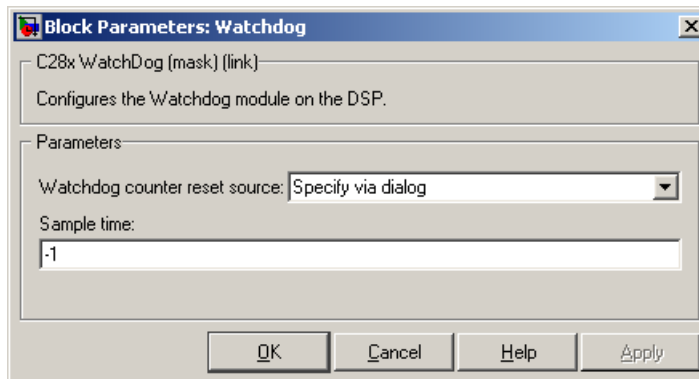 Block Parameters: Watchdog
C28x WatchDog (mask) (link)
Configures the Watchdog module on the DSP.
Parameters
Watchdog counter reset source: Specify via dialog
Sample time:
-1
OK Cancel Help Apply